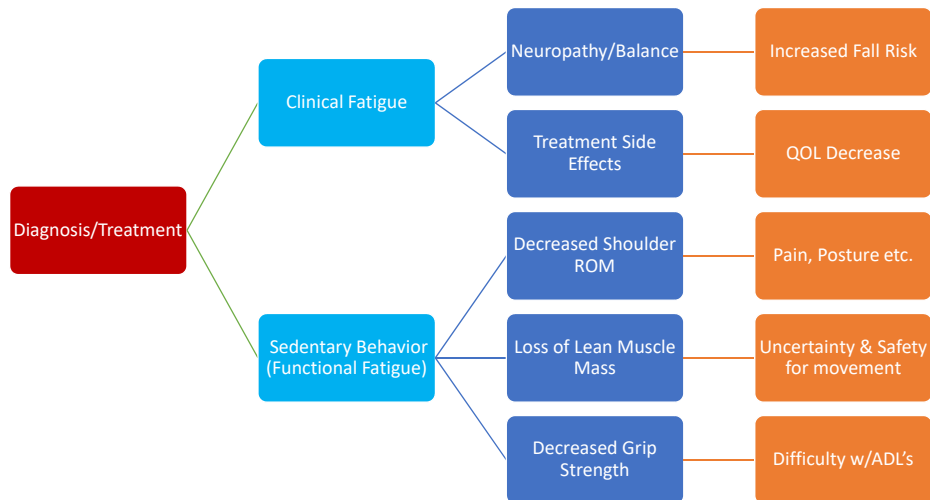 Diagnosis/Treatment
Clinical Fatigue
Sedentary Behavior
(Functional Fatigue)
Neuropathy/Balance
Treatment Side
Effects
Decreased Shoulder
ROM
Loss of Lean Muscle
Mass
Decreased Grip
Strength
Increased Fall Risk
QOL Decrease
Pain, Posture etc.
Uncertainty & Safety
for movement
Difficulty w/ADL's